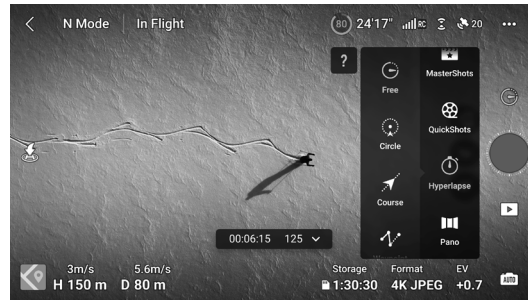 N Mode
In Flight
80
24'17"
RC
20
?
Free
Circle
Course
MasterShots
QuickShots
Hyperlapse
Pano
00:06:15 125
3m/s 5.6m/s
H 150 m D 80 m
Storage Format EV
1:30:30 4K JPEG +0.7
AUTO